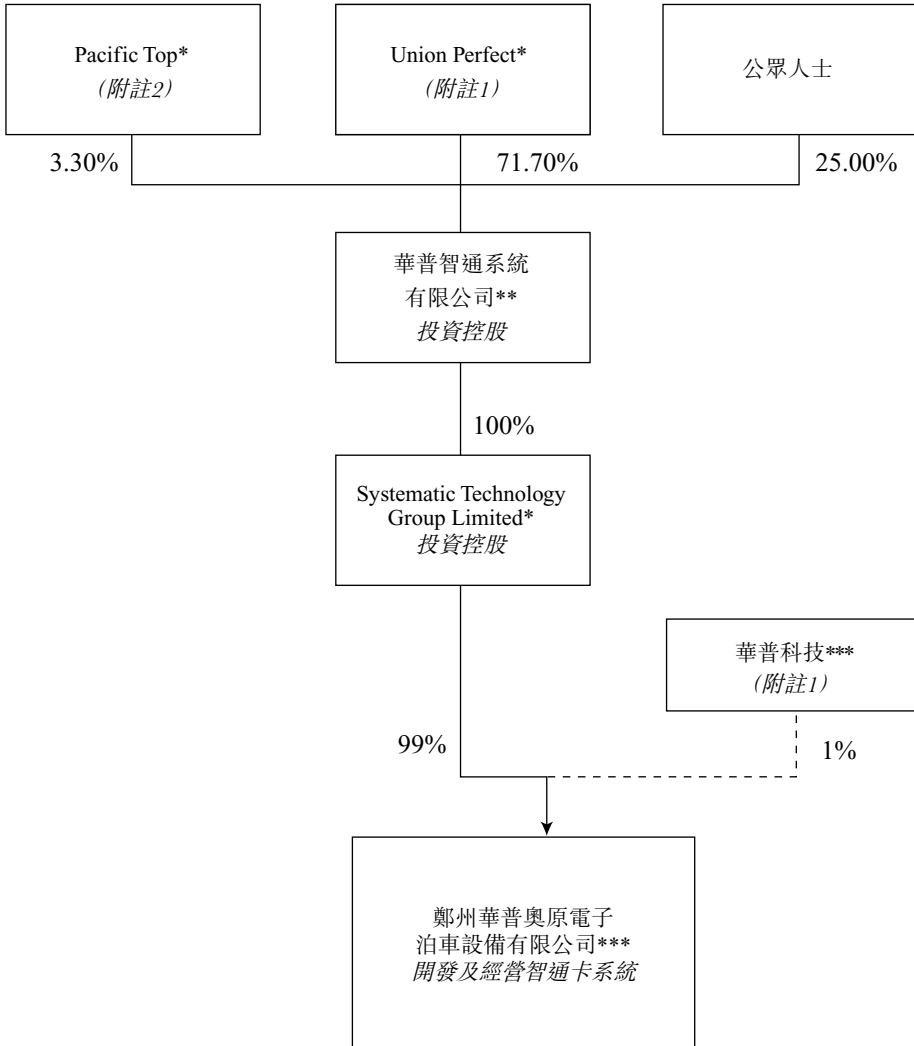 Pacific Top*
(附註2)
Union Perfect*
(附註1)
公眾人士
3.30%
71.70%
25.00%
華普智通系統
有限公司**
投資控股
100%
Systematic Technology
Group Limited*
投資控股
華普科技***
(附註1)
99%
1%
鄭州華普奧原電子
泊車設備有限公司***
開發及經營智通卡系統